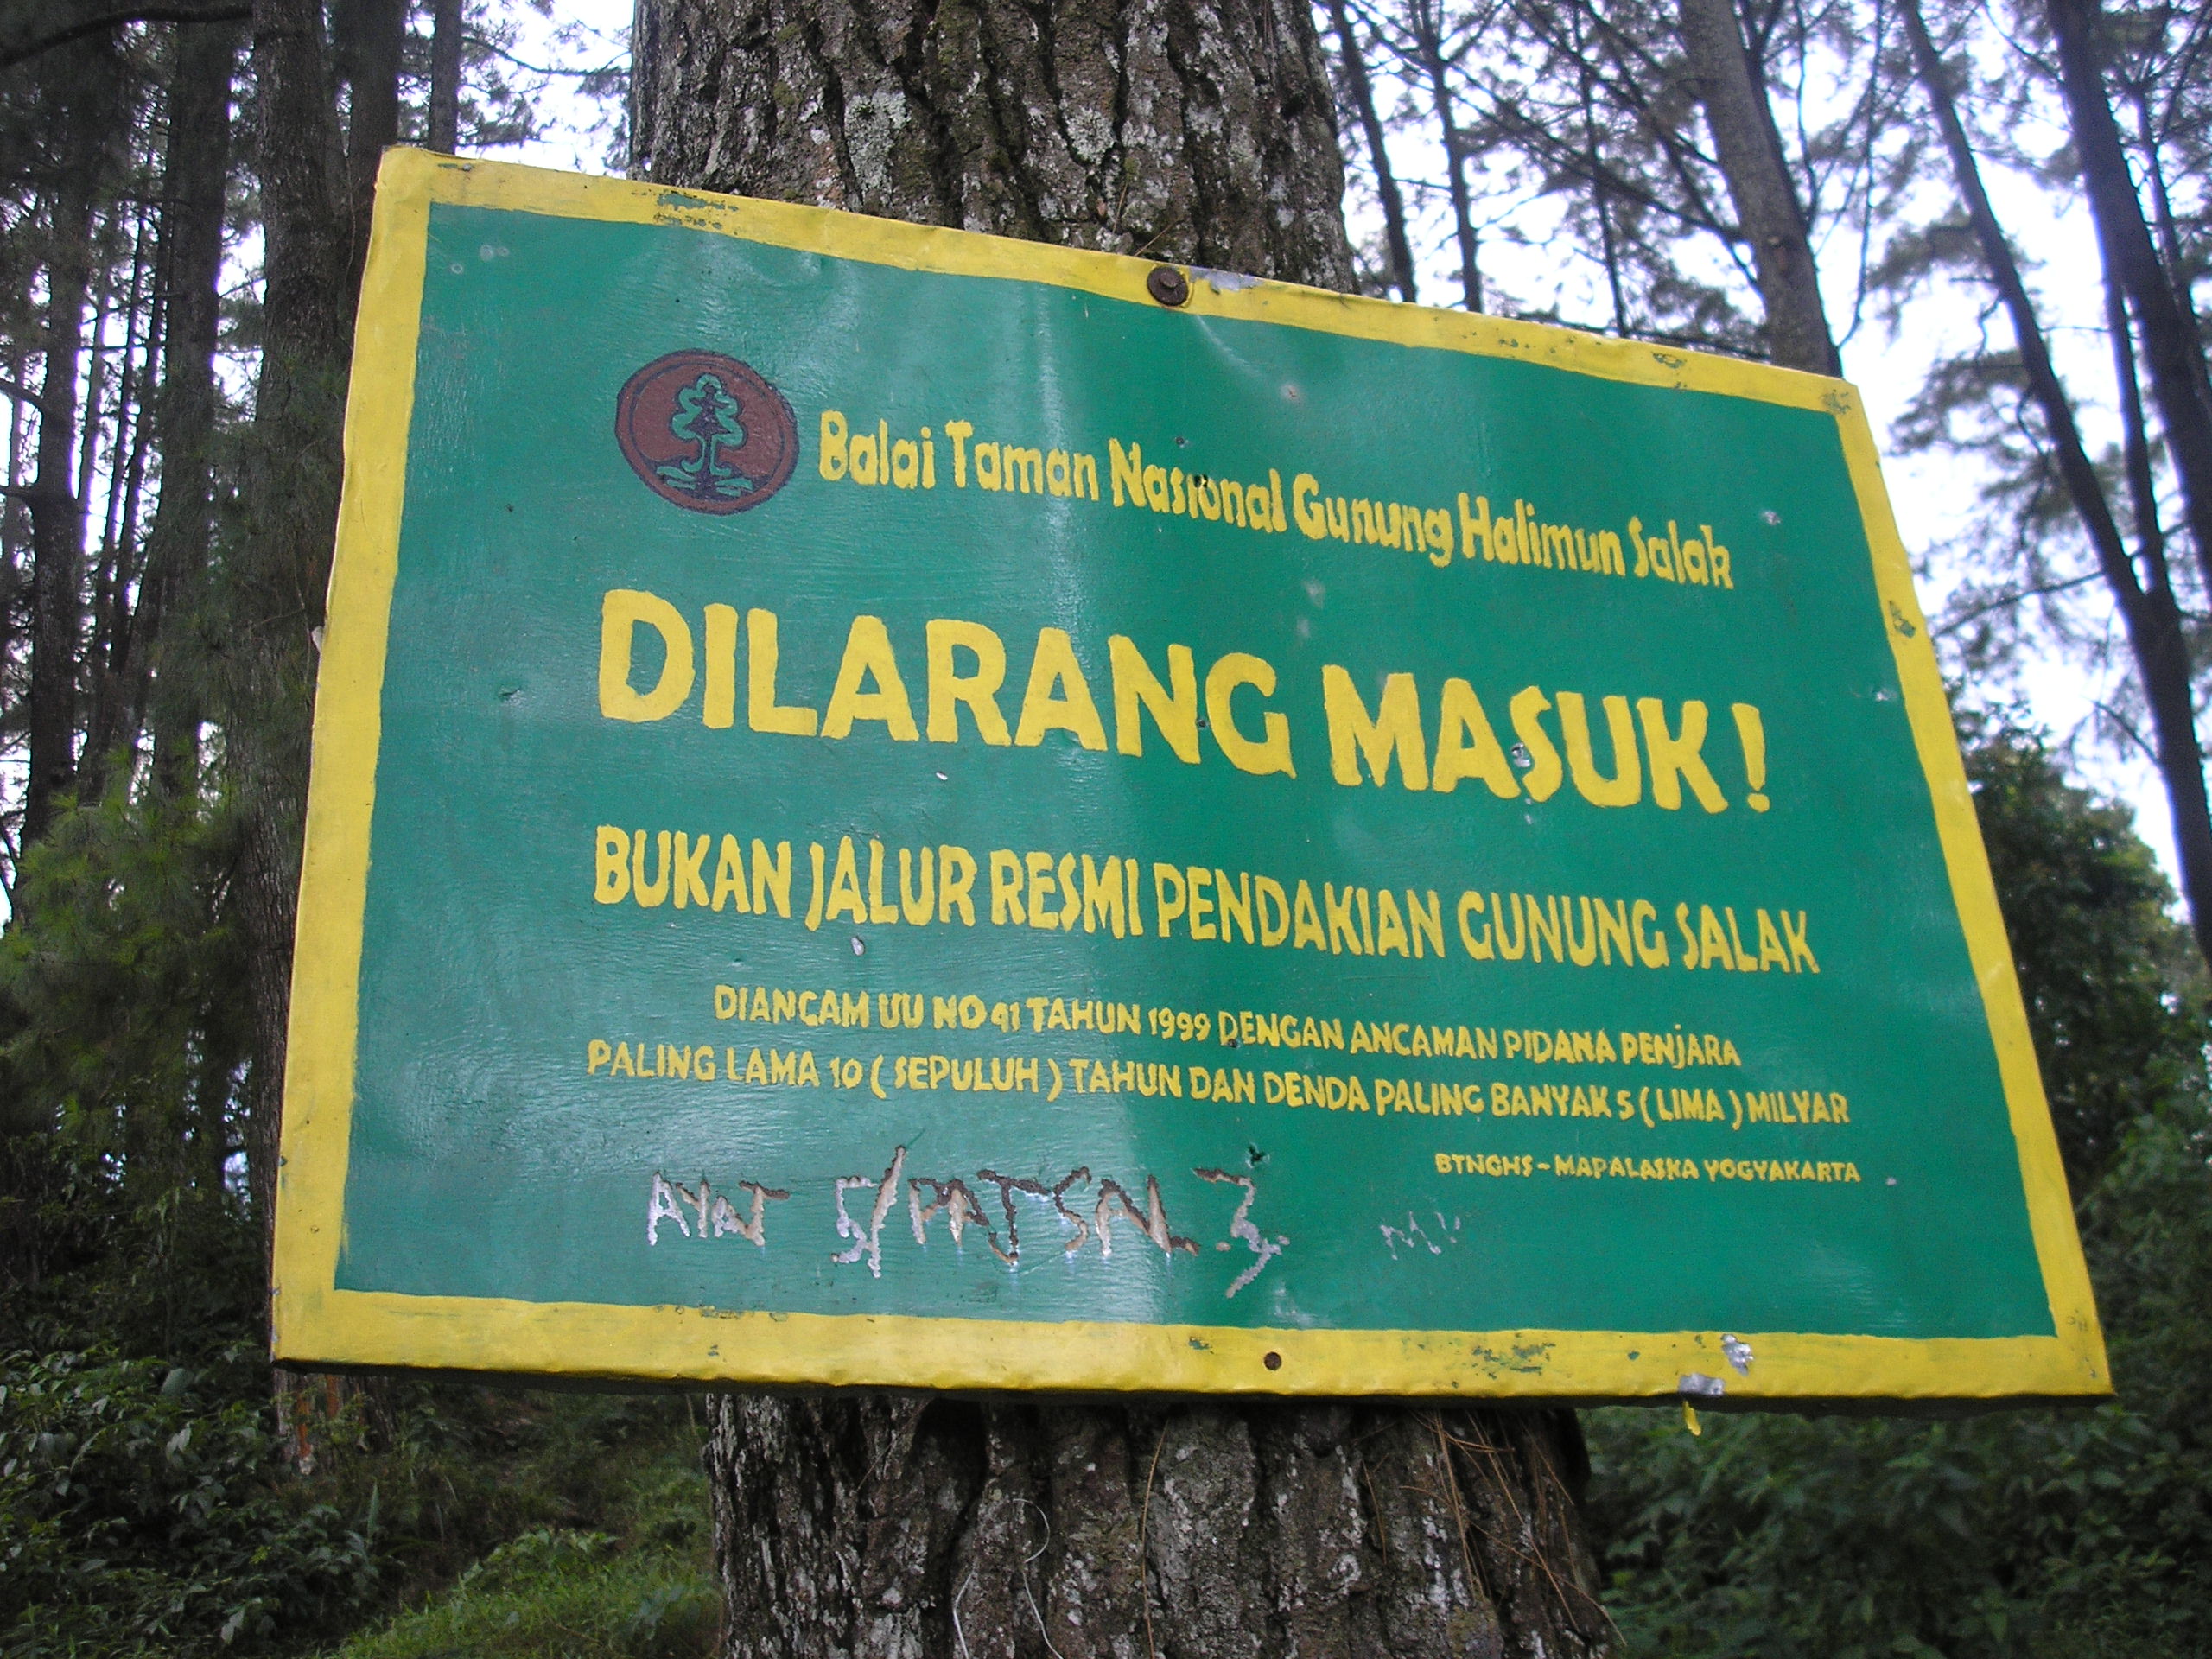 Balai Taman Nasional Gunung Halimun Salak
DILARANG MASUK !
BUKAN JALUR RESMI PENDAKIAN GUNUNG SALAK
DIANCAM UU NO 41 TAHUN 1999 DENGAN ANCAMAN PIDANA PENJARA
PALING LAMA 10 ( SEPULUH ) TAHUN DAN DENDA PALING BANYAK 5 ( LIMA ) MILYAR
BTNGHS - MAPALASKA YOGYAKARTA
AYAT 5/PATSAL 3